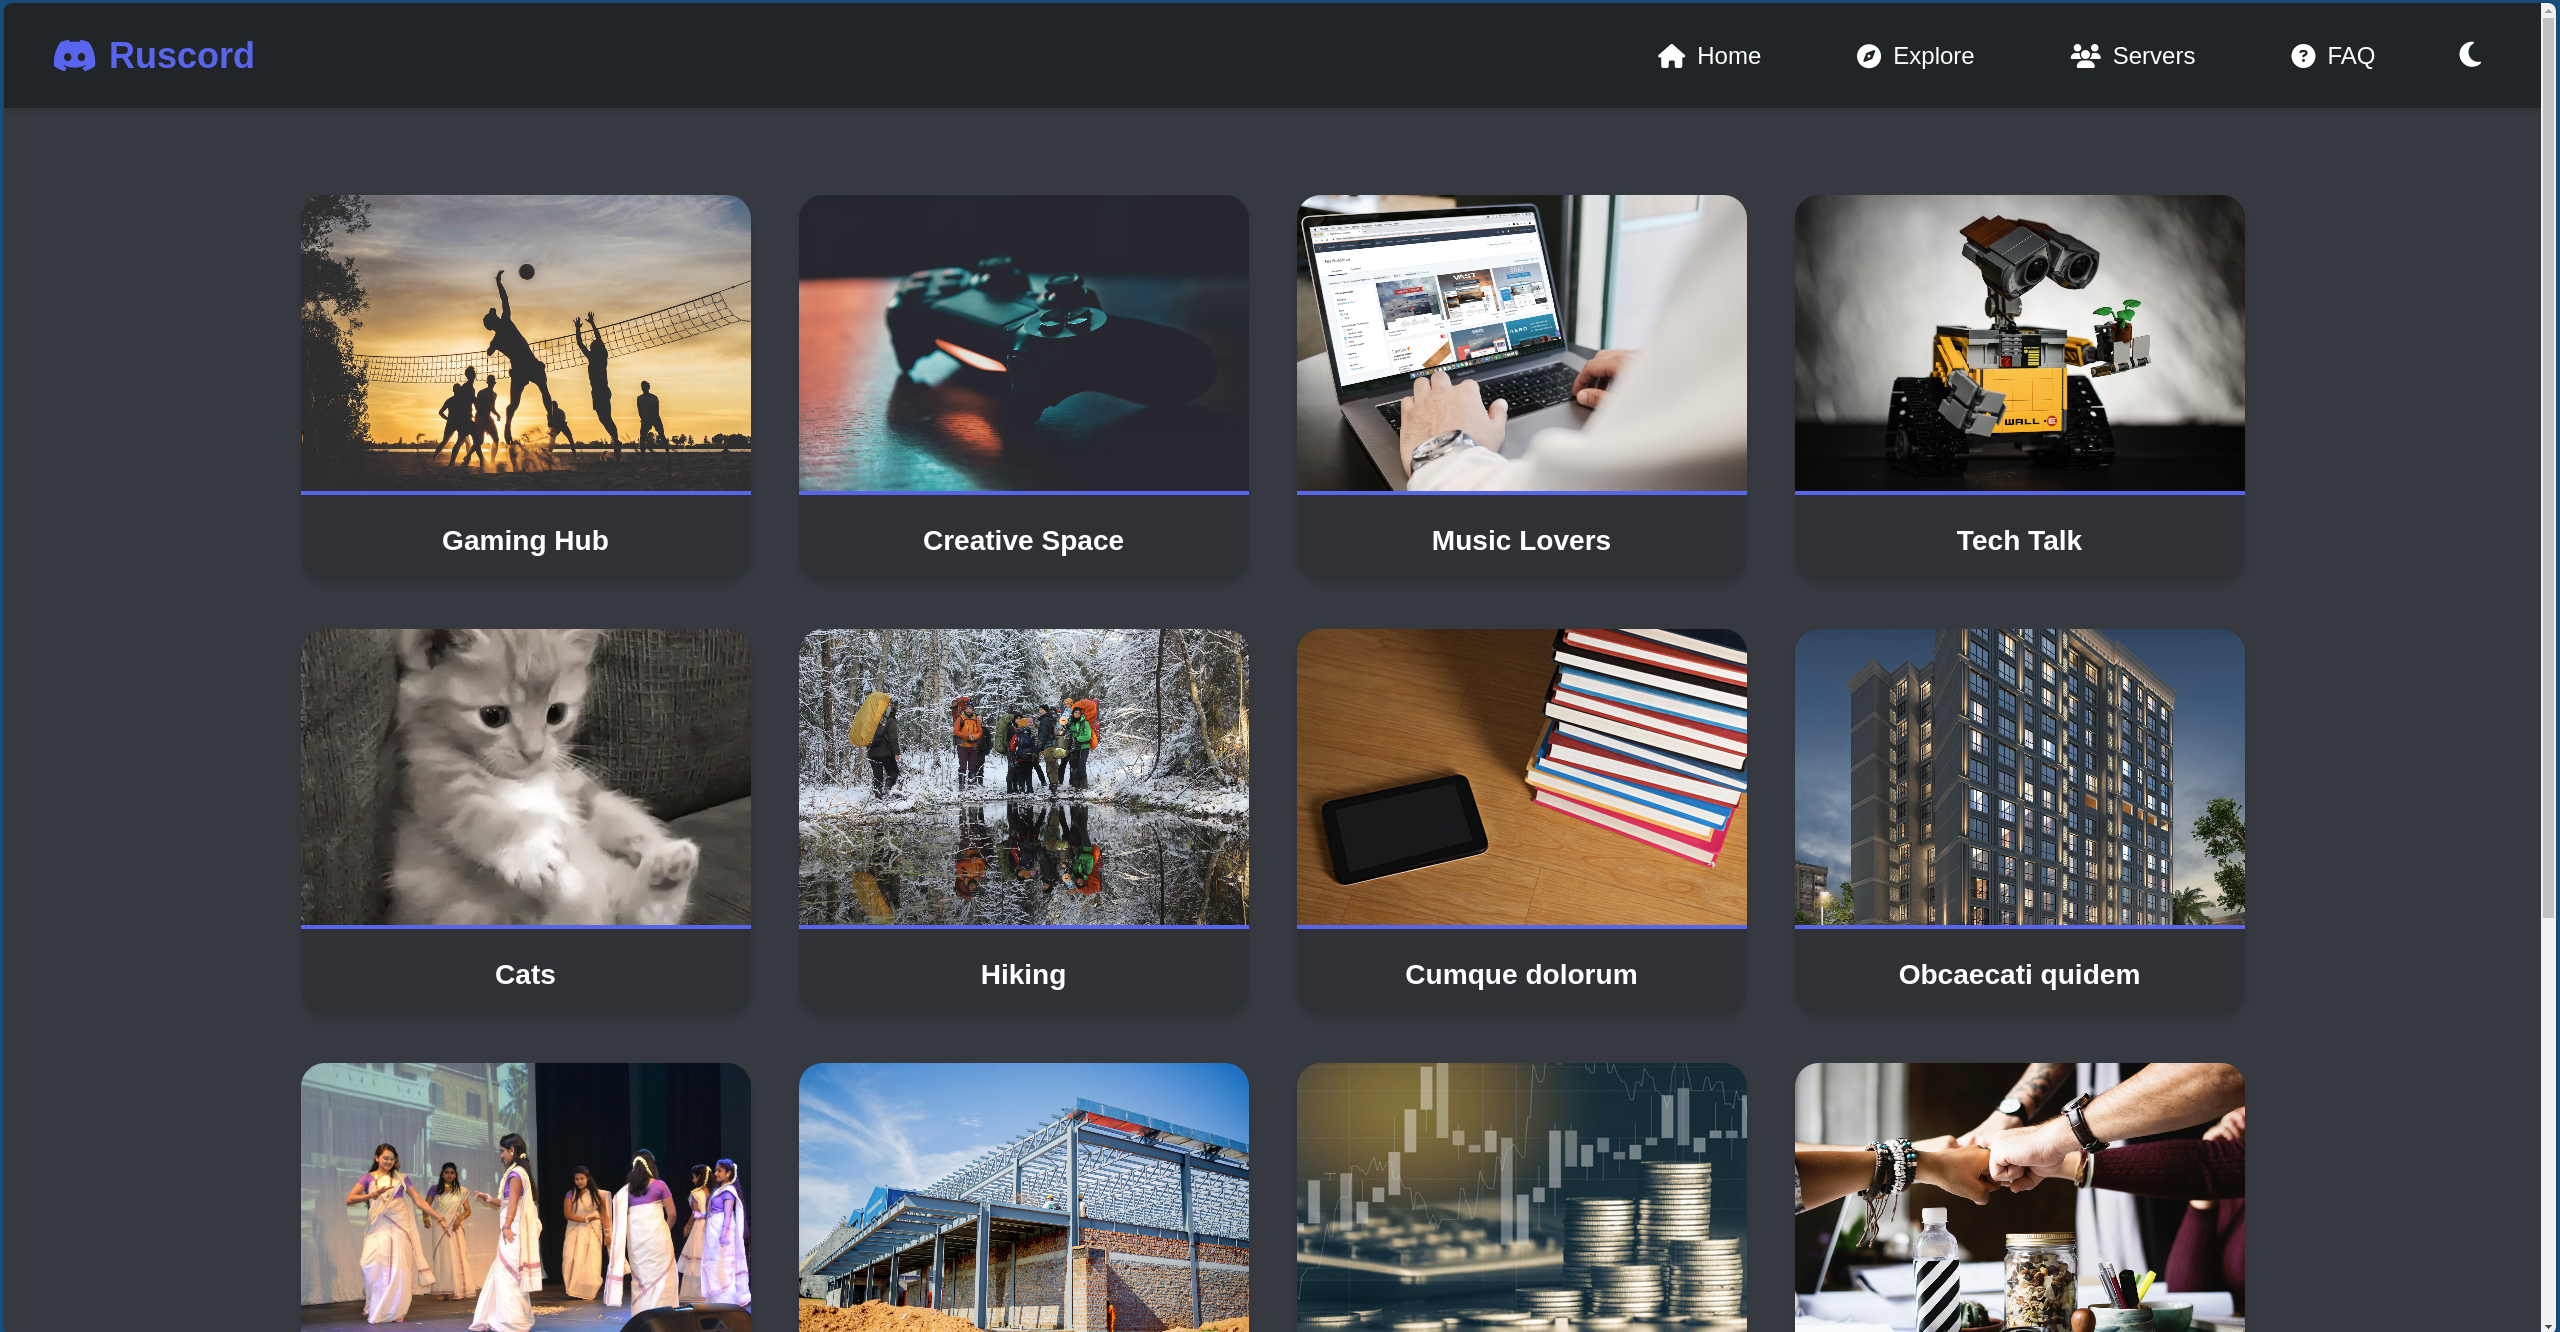 Ruscord
Home
Explore
Servers
FAQ
WALL·E
Gaming Hub
Creative Space
Music Lovers
Tech Talk
Cats
Hiking
Cumque dolorum
Obcaecati quidem